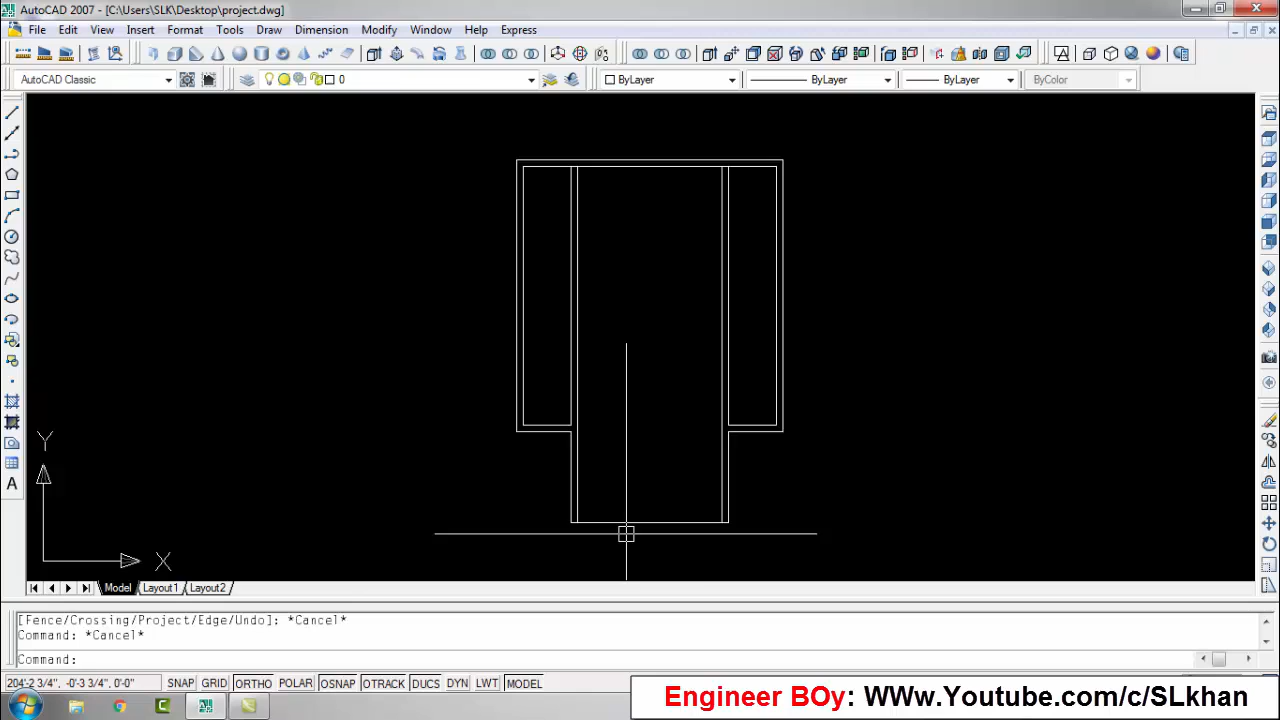 AutoCAD 2007 - [C:\Users\SLK\Desktop\project.dwg]
File Edit View Insert Format Tools Draw Dimension Modify Window Help Express
AutoCAD Classic 0 ByLayer ByLayer ByLayer ByColor
A
Y
X
Model Layout1 Layout2
[Fence/Crossing/Project/Edge/Undo]: *Cancel*
Command: *Cancel*
Command:
204'-2 3/4", -0'-3 3/4", 0'-0" SNAP GRID ORTHO POLAR OSNAP OTRACK DUCS DYN LWT MODEL
Engineer BOy: WWw.Youtube.com/c/SLkhan